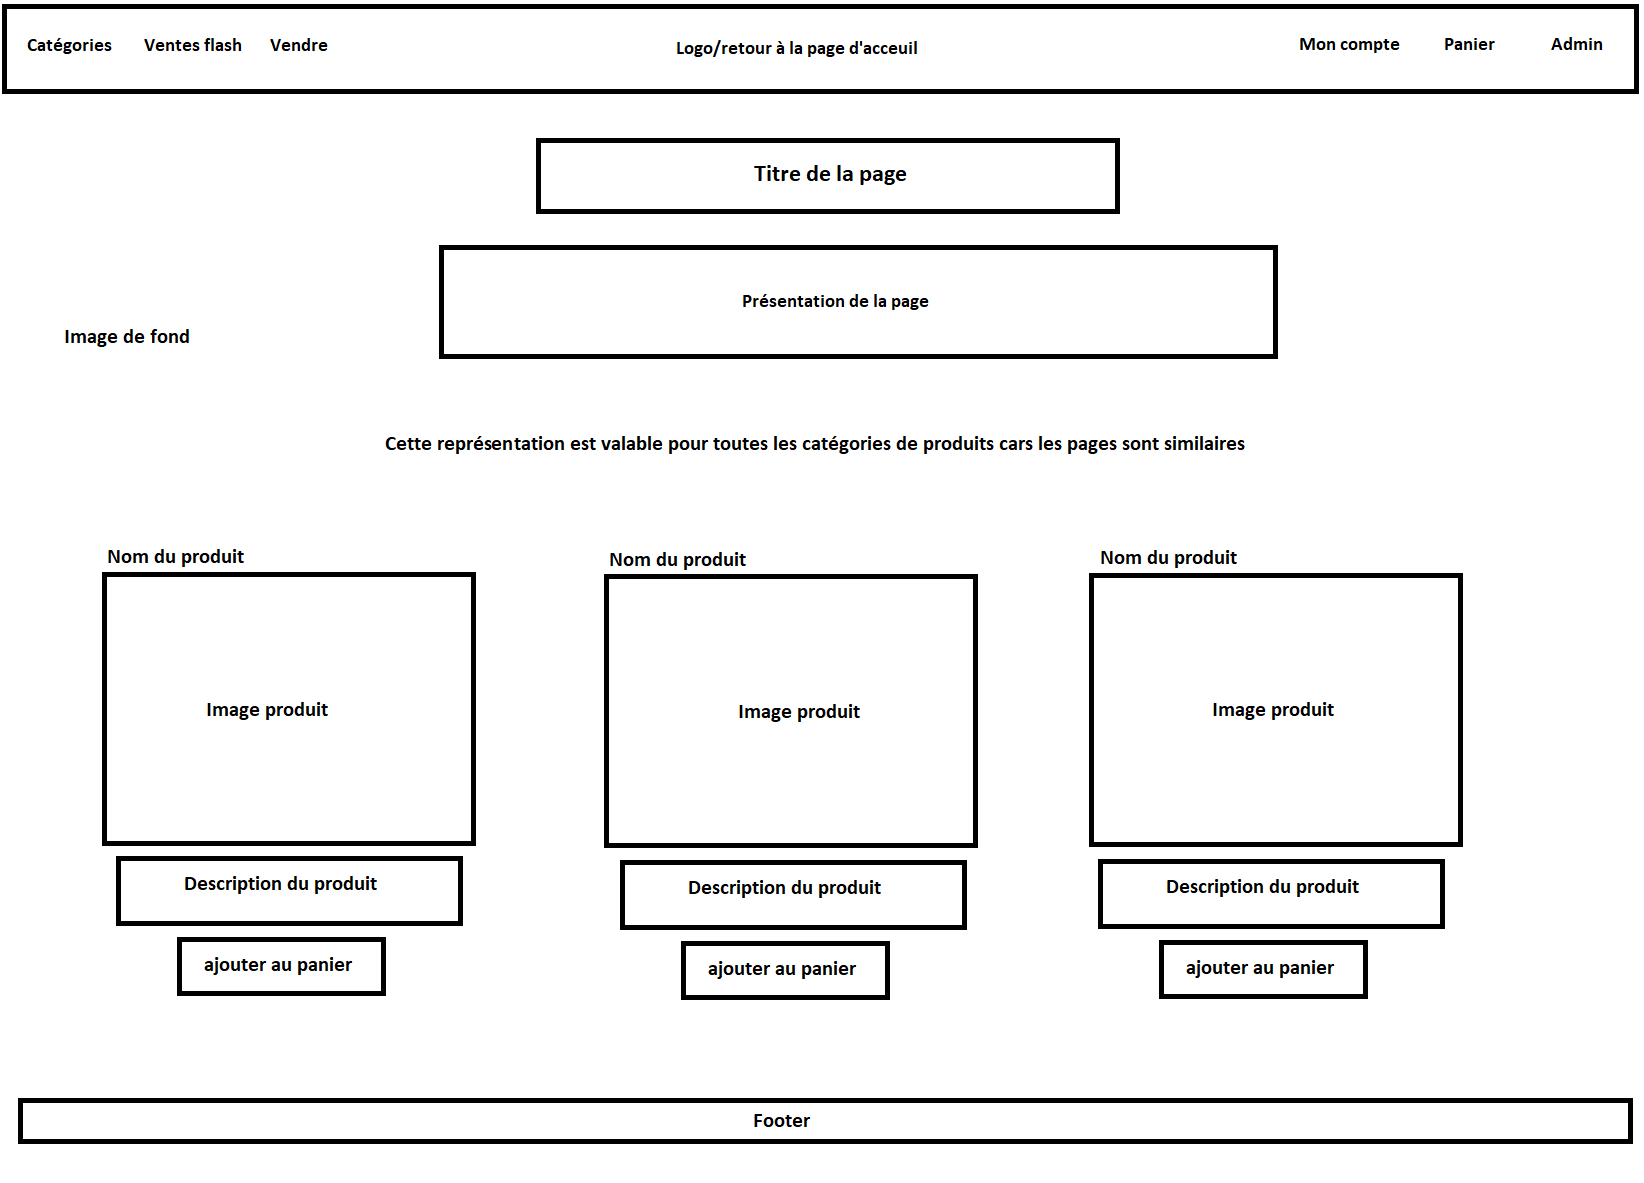 Catégories
Ventes flash
Vendre
Logo/retour à la page d'acceuil
Mon compte
Panier
Admin
Titre de la page
Présentation de la page
Image de fond
Cette représentation est valable pour toutes les catégories de produits cars les pages sont similaires
Nom du produit
Nom du produit
Nom du produit
Image produit
Image produit
Image produit
Description du produit
Description du produit
Description du produit
ajouter au panier
ajouter au panier
ajouter au panier
Footer